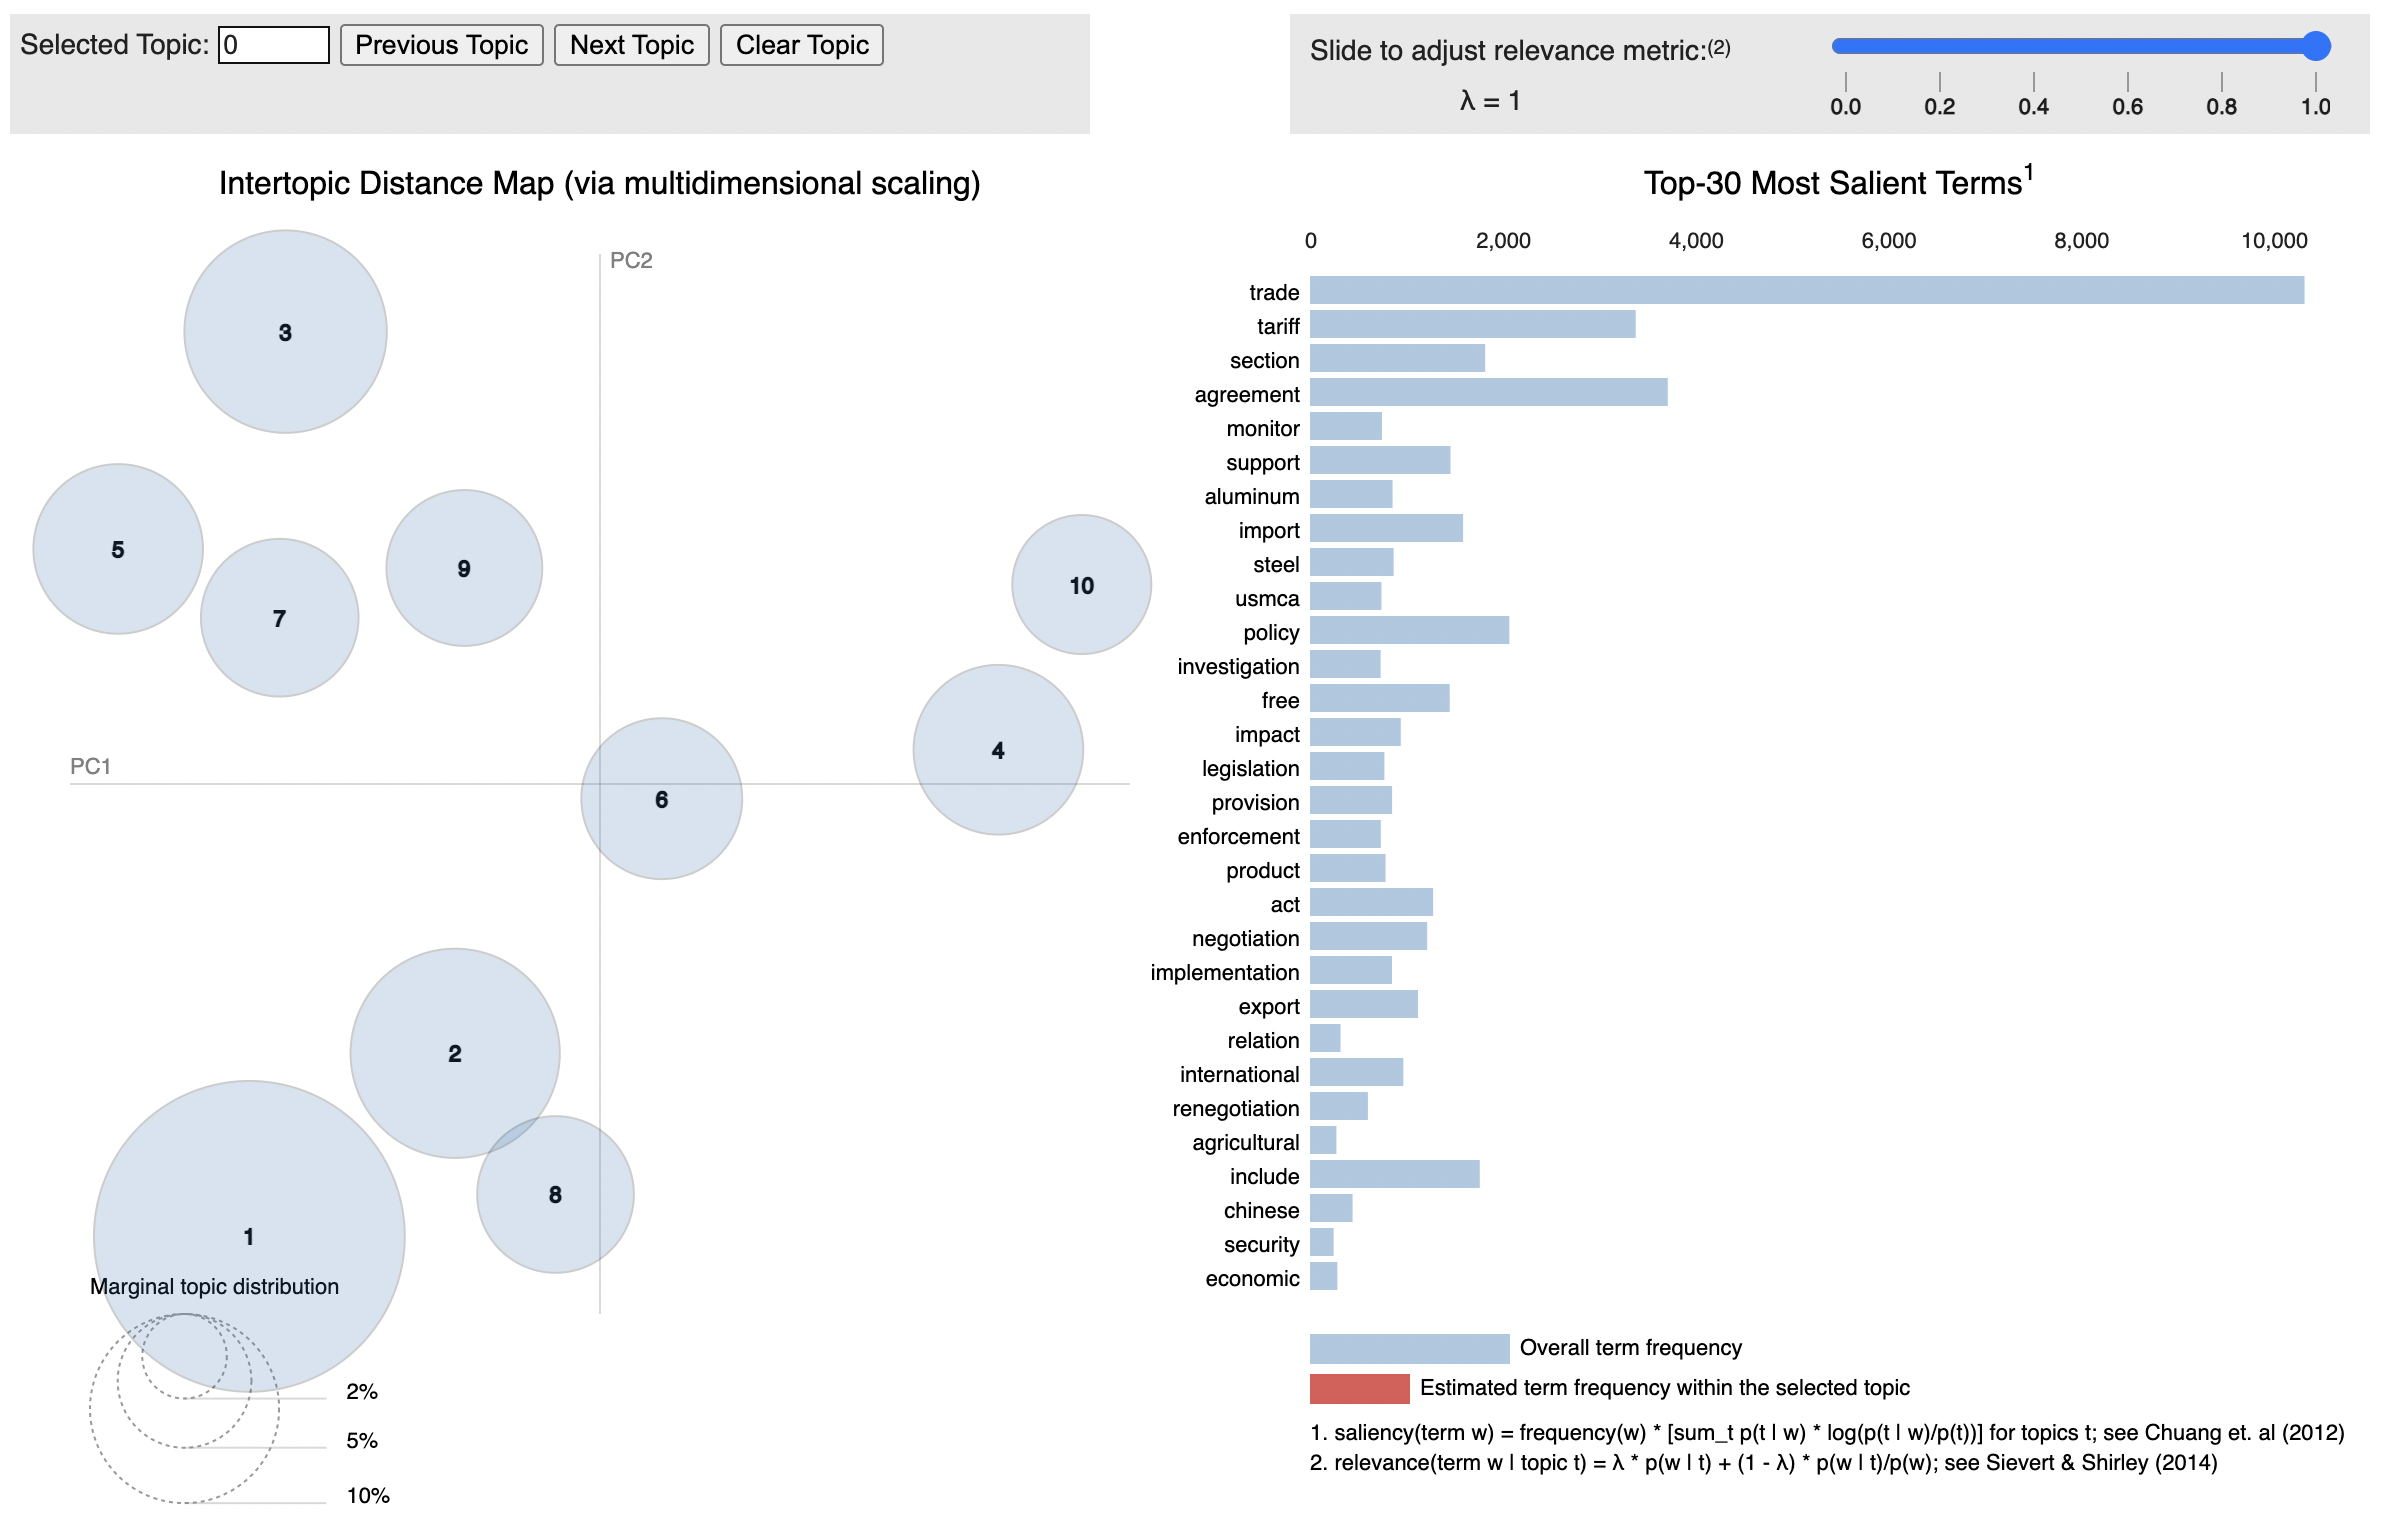 Selected Topic: 0 Previous Topic Next Topic Clear Topic
Slide to adjust relevance metric:(2)
λ = 1
0.0 0.2 0.4 0.6 0.8 1.0
Intertopic Distance Map (via multidimensional scaling)
PC2
PC1
3
5
7
9
10
4
6
2
8
1
Marginal topic distribution
2%
5%
10%
Top-30 Most Salient Terms1
0 2,000 4,000 6,000 8,000 10,000
trade
tariff
section
agreement
monitor
support
aluminum
import
steel
usmca
policy
investigation
free
impact
legislation
provision
enforcement
product
act
negotiation
implementation
export
relation
international
renegotiation
agricultural
include
chinese
security
economic
Overall term frequency
Estimated term frequency within the selected topic
1. saliency(term w) = frequency(w) * [sum_t p(t | w) * log(p(t | w)/p(t))] for topics t; see Chuang et. al (2012)
2. relevance(term w | topic t) = λ * p(w | t) + (1 - λ) * p(w | t)/p(w); see Sievert & Shirley (2014)